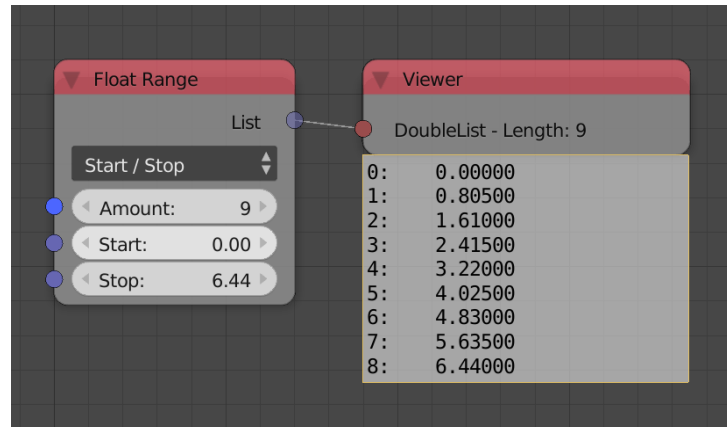 Float Range
List
Start / Stop
Amount: 9
Start: 0.00
Stop: 6.44
Viewer
DoubleList - Length: 9
0: 0.00000
1: 0.80500
2: 1.61000
3: 2.41500
4: 3.22000
5: 4.02500
6: 4.83000
7: 5.63500
8: 6.44000